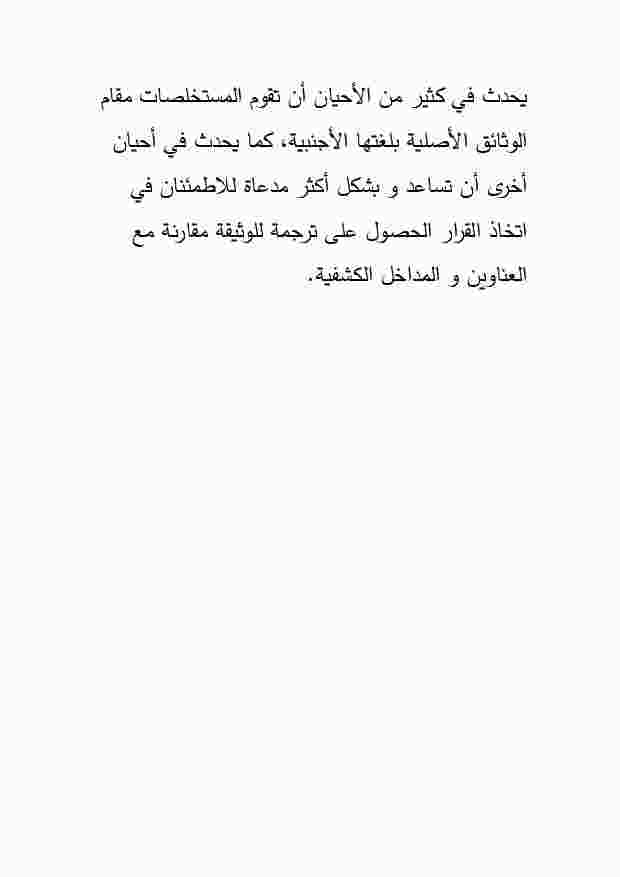 يحدث في كثير من الأحيان أن تقوم المستخلصات مقام
الوثائق الأصلية بلغتها الأجنبية، كما يحدث في أحيان
أخرى أن تساعد و بشكل أكثر مدعاة للاطمئنان في
اتخاذ القرار الحصول على ترجمة للوثيقة مقارنة مع
العناوين و المداخل الكشفية.